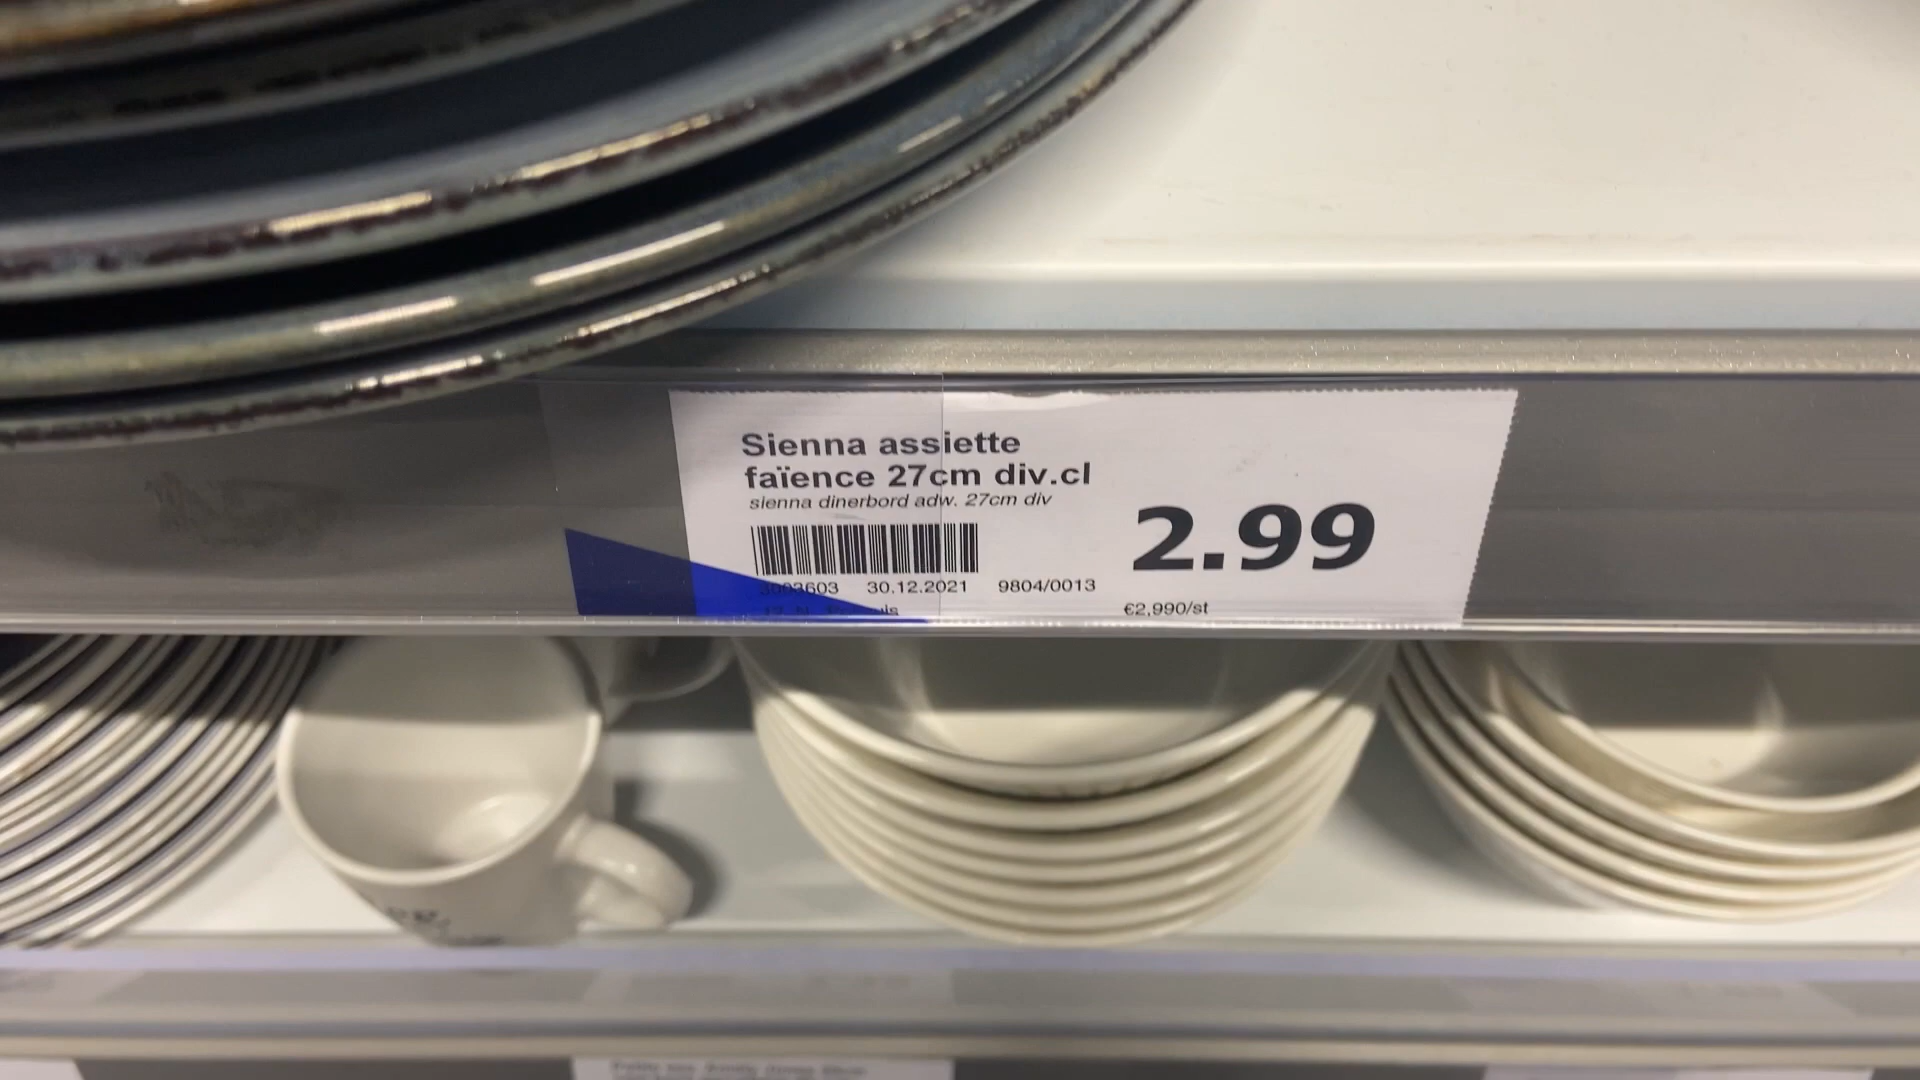 Sienna assiette
faïence 27cm div.cl
sienna dinerbord adw. 27cm div
2.99
3003603 30.12.2021 9804/0013
€2,990/st